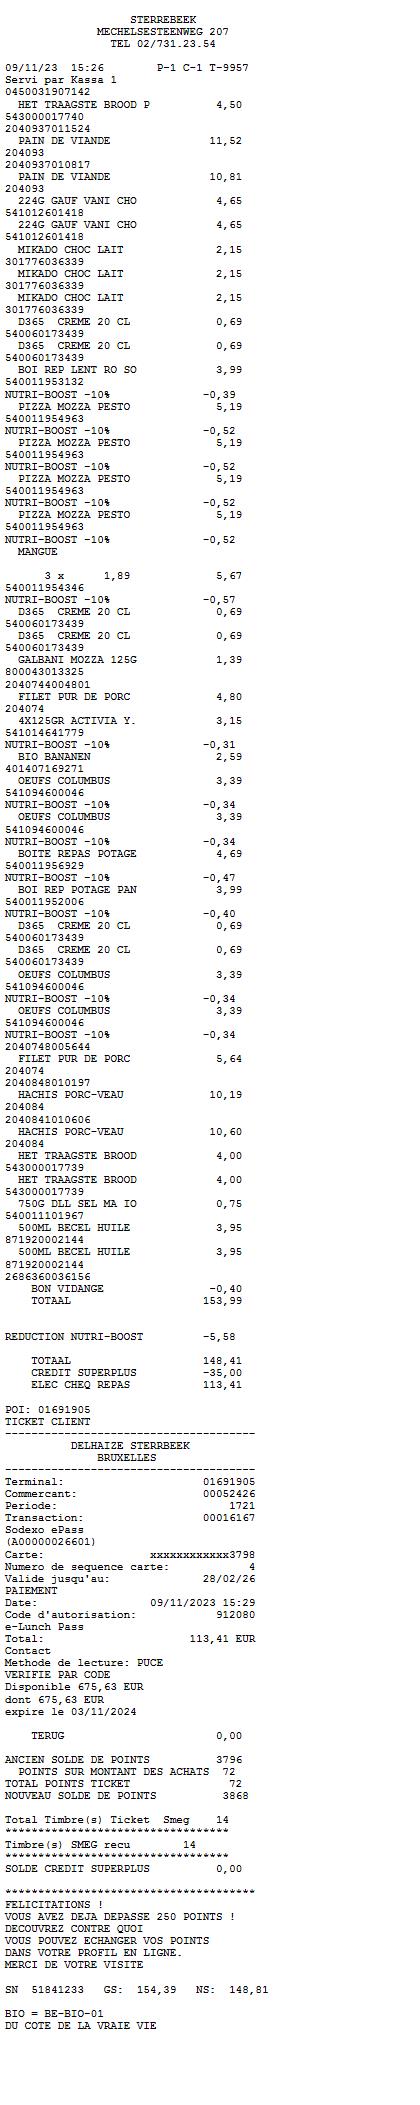 STERREBEEK
MECHELSESTEENWEG 207
TEL 02/731.23.54
09/11/23 15:26 P-1 C-1 T-9957
Servi par Kassa 1
0450031907142
HET TRAAGSTE BROOD P 4,50
543000017740
2040937011524
PAIN DE VIANDE 11,52
204093
2040937010817
PAIN DE VIANDE 10,81
204093
224G GAUF VANI CHO 4,65
541012601418
224G GAUF VANI CHO 4,65
541012601418
MIKADO CHOC LAIT 2,15
301776036339
MIKADO CHOC LAIT 2,15
301776036339
MIKADO CHOC LAIT 2,15
301776036339
D365 CREME 20 CL 0,69
540060173439
D365 CREME 20 CL 0,69
540060173439
BOI REP LENT RO SO 3,99
540011953132
NUTRI-BOOST -10% -0,39
PIZZA MOZZA PESTO 5,19
540011954963
NUTRI-BOOST -10% -0,52
PIZZA MOZZA PESTO 5,19
540011954963
NUTRI-BOOST -10% -0,52
PIZZA MOZZA PESTO 5,19
540011954963
NUTRI-BOOST -10% -0,52
PIZZA MOZZA PESTO 5,19
540011954963
NUTRI-BOOST -10% -0,52
MANGUE
3 x 1,89 5,67
540011954346
NUTRI-BOOST -10% -0,57
D365 CREME 20 CL 0,69
540060173439
D365 CREME 20 CL 0,69
540060173439
GALBANI MOZZA 125G 1,39
800043013325
2040744004801
FILET PUR DE PORC 4,80
204074
4X125GR ACTIVIA Y. 3,15
541014641779
NUTRI-BOOST -10% -0,31
BIO BANANEN 2,59
401407169271
OEUFS COLUMBUS 3,39
541094600046
NUTRI-BOOST -10% -0,34
OEUFS COLUMBUS 3,39
541094600046
NUTRI-BOOST -10% -0,34
BOITE REPAS POTAGE 4,69
540011956929
NUTRI-BOOST -10% -0,47
BOI REP POTAGE PAN 3,99
540011952006
NUTRI-BOOST -10% -0,40
D365 CREME 20 CL 0,69
540060173439
D365 CREME 20 CL 0,69
540060173439
OEUFS COLUMBUS 3,39
541094600046
NUTRI-BOOST -10% -0,34
OEUFS COLUMBUS 3,39
541094600046
NUTRI-BOOST -10% -0,34
2040748005644
FILET PUR DE PORC 5,64
204074
2040848010197
HACHIS PORC-VEAU 10,19
204084
2040841010606
HACHIS PORC-VEAU 10,60
204084
HET TRAAGSTE BROOD 4,00
543000017739
HET TRAAGSTE BROOD 4,00
543000017739
750G DLL SEL MA IO 0,75
540011101967
500ML BECEL HUILE 3,95
871920002144
500ML BECEL HUILE 3,95
871920002144
2686360036156
BON VIDANGE -0,40
TOTAAL 153,99
REDUCTION NUTRI-BOOST -5,58
TOTAAL 148,41
CREDIT SUPERPLUS -35,00
ELEC CHEQ REPAS 113,41
POI: 01691905
TICKET CLIENT
--------------------------------------
DELHAIZE STERRBEEK
BRUXELLES
--------------------------------------
Terminal: 01691905
Commercant: 00052426
Periode: 1721
Transaction: 00016167
Sodexo ePass
(A00000026601)
Carte: xxxxxxxxxxxx3798
Numero de sequence carte: 4
Valide jusqu'au: 28/02/26
PAIEMENT
Date: 09/11/2023 15:29
Code d'autorisation: 912080
e-Lunch Pass
Total: 113,41 EUR
Contact
Methode de lecture: PUCE
VERIFIE PAR CODE
Disponible 675,63 EUR
dont 675,63 EUR
expire le 03/11/2024
TERUG 0,00
ANCIEN SOLDE DE POINTS 3796
POINTS SUR MONTANT DES ACHATS 72
TOTAL POINTS TICKET 72
NOUVEAU SOLDE DE POINTS 3868
Total Timbre(s) Ticket Smeg 14
**********************************
Timbre(s) SMEG recu 14
**********************************
SOLDE CREDIT SUPERPLUS 0,00
**************************************
FELICITATIONS !
VOUS AVEZ DEJA DEPASSE 250 POINTS !
DECOUVREZ CONTRE QUOI
VOUS POUVEZ ECHANGER VOS POINTS
DANS VOTRE PROFIL EN LIGNE.
MERCI DE VOTRE VISITE
SN 51841233 GS: 154,39 NS: 148,81
BIO = BE-BIO-01
DU COTE DE LA VRAIE VIE